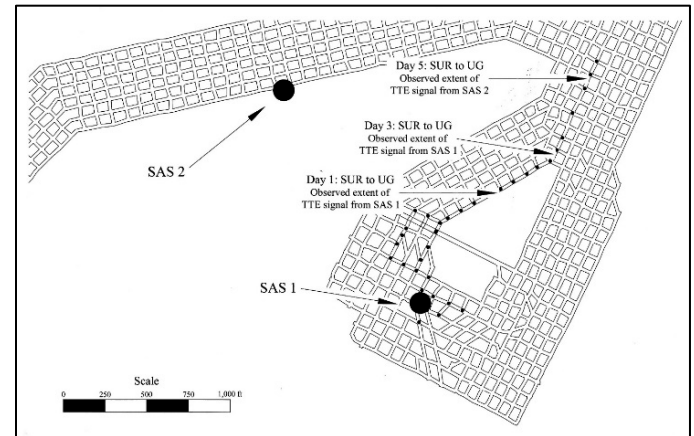 Day 5: SUR to UG
Observed extent of
TTE signal from SAS 2
Day 3: SUR to UG
Observed extent of
TTE signal from SAS 1
Day 1: SUR to UG
Observed extent of
TTE signal from SAS 1
SAS 2
SAS 1
Scale
0 250 500 750 1,000 ft